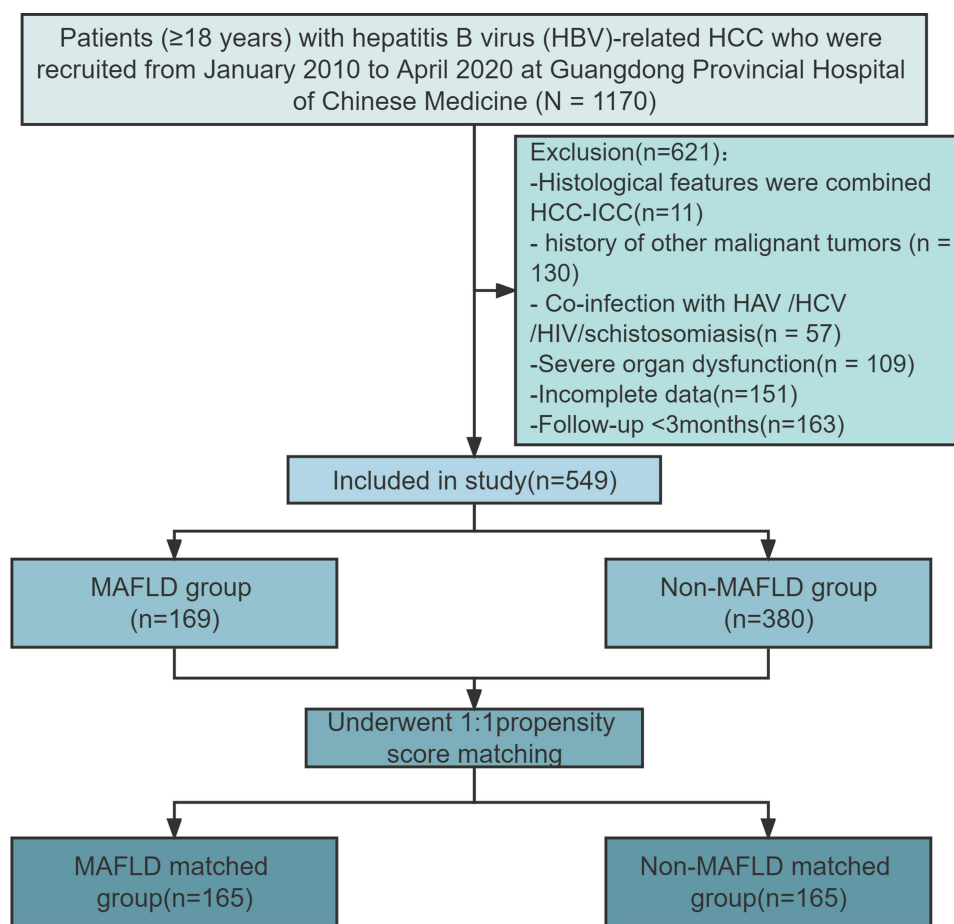 Patients (≥18 years) with hepatitis B virus (HBV)-related HCC who were
recruited from January 2010 to April 2020 at Guangdong Provincial Hospital
of Chinese Medicine (N = 1170)
Exclusion(n=621)：
-Histological features were combined
HCC-ICC(n=11)
- history of other malignant tumors (n =
130)
- Co-infection with HAV /HCV
/HIV/schistosomiasis(n = 57)
-Severe organ dysfunction(n = 109)
-Incomplete data(n=151)
-Follow-up <3months(n=163)
Included in study(n=549)
MAFLD group
(n=169)
Non-MAFLD group
(n=380)
Underwent 1:1propensity
score matching
MAFLD matched
group(n=165)
Non-MAFLD matched
group(n=165)